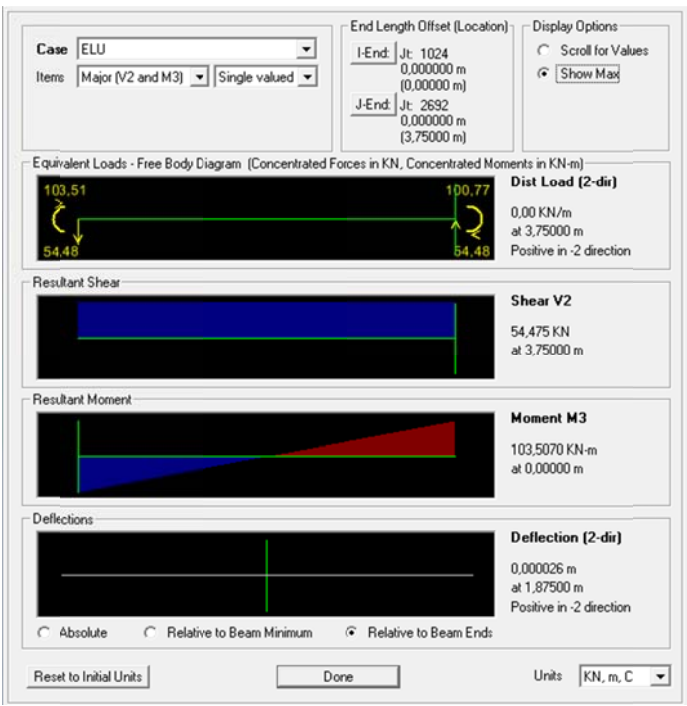 End Length Offset (Location)
Display Options
Case ELU
Items Major (V2 and M3) Single valued
I-End: Jt: 1024
0,000000 m
(0,00000 m)
J-End: Jt: 2692
0,000000 m
(3,75000 m)
Scroll for Values
Show Max
Equivalent Loads - Free Body Diagram (Concentrated Forces in KN, Concentrated Moments in KN-m)
103,51
100,77
54,48
54,48
Dist Load (2-dir)
0,00 KN/m
at 3,75000 m
Positive in -2 direction
Resultant Shear
Shear V2
54,475 KN
at 3,75000 m
Resultant Moment
Moment M3
103,5070 KN-m
at 0,00000 m
Deflections
Deflection (2-dir)
0,000026 m
at 1,87500 m
Positive in -2 direction
Absolute Relative to Beam Minimum Relative to Beam Ends
Reset to Initial Units Done Units KN, m, C